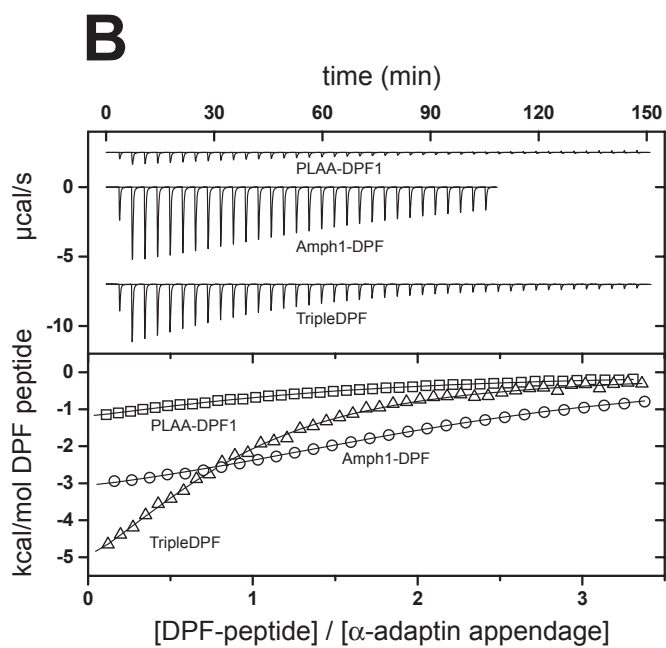 B
time (min)
0 30 60 90 120 150
PLAA-DPF1
0
µcal/s
Amph1-DPF
-5
TripleDPF
-10
0
kcal/mol DPF peptide
-1
PLAA-DPF1
-2
Amph1-DPF
-3
-4
TripleDPF
-5
0 1 2 3
[DPF-peptide] / [α-adaptin appendage]